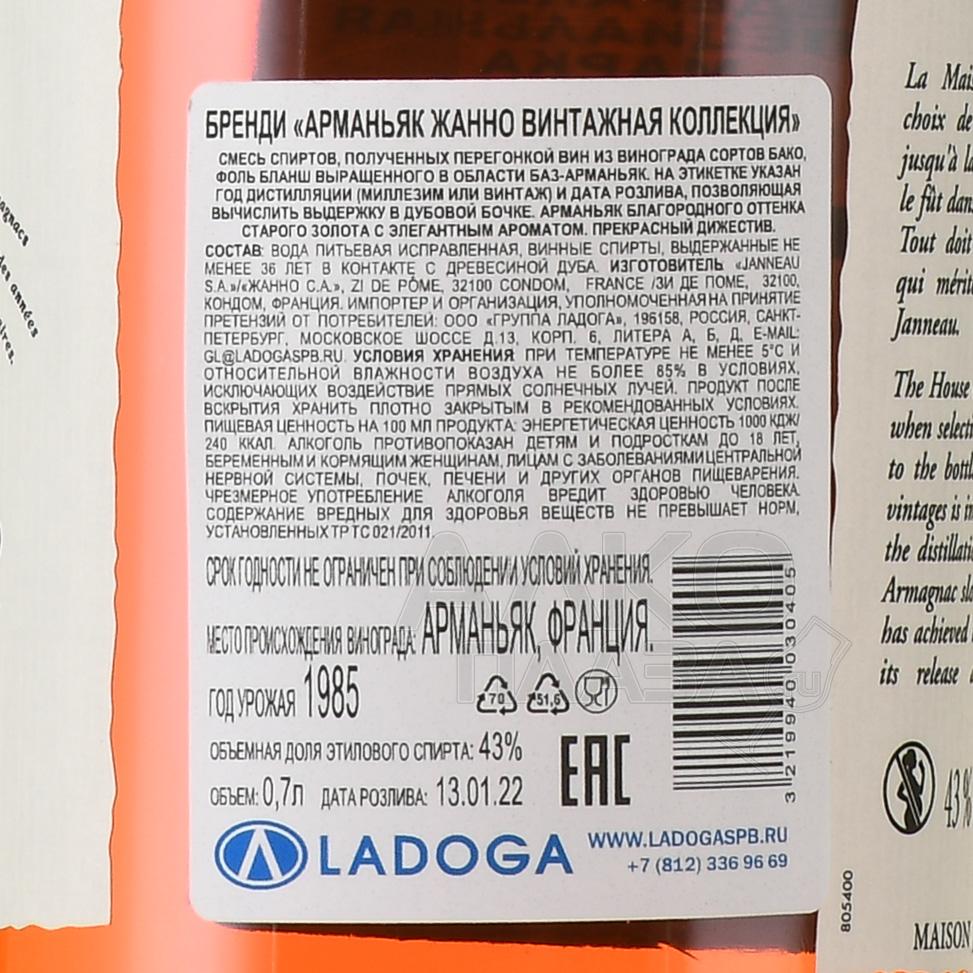 БРЕНДИ «АРМАНЬЯК ЖАННО ВИНТАЖНАЯ КОЛЛЕКЦИЯ»
СМЕСЬ СПИРТОВ, ПОЛУЧЕННЫХ ПЕРЕГОНКОЙ ВИН ИЗ ВИНОГРАДА СОРТОВ БАКО,
ФОЛЬ БЛАНШ ВЫРАЩЕННОГО В ОБЛАСТИ БАЗ-АРМАНЬЯК. НА ЭТИКЕТКЕ УКАЗАН
ГОД ДИСТИЛЛЯЦИИ (МИЛЛЕЗИМ ИЛИ ВИНТАЖ) И ДАТА РОЗЛИВА, ПОЗВОЛЯЮЩАЯ
ВЫЧИСЛИТЬ ВЫДЕРЖКУ В ДУБОВОЙ БОЧКЕ. АРМАНЬЯК БЛАГОРОДНОГО ОТТЕНКА
СТАРОГО ЗОЛОТА С ЭЛЕГАНТНЫМ АРОМАТОМ. ПРЕКРАСНЫЙ ДИЖЕСТИВ.
СОСТАВ: ВОДА ПИТЬЕВАЯ ИСПРАВЛЕННАЯ, ВИННЫЕ СПИРТЫ, ВЫДЕРЖАННЫЕ НЕ
МЕНЕЕ 36 ЛЕТ В КОНТАКТЕ С ДРЕВЕСИНОЙ ДУБА. ИЗГОТОВИТЕЛЬ: «JANNEAU
S.A.»/«ЖАННО С.А.», ZI DE PÔME, 32100 CONDOM, FRANCE /ЗИ ДЕ ПОМЕ, 32100,
КОНДОМ, ФРАНЦИЯ. ИМПОРТЕР И ОРГАНИЗАЦИЯ, УПОЛНОМОЧЕННАЯ НА ПРИНЯТИЕ
ПРЕТЕНЗИЙ ОТ ПОТРЕБИТЕЛЕЙ: ООО «ГРУППА ЛАДОГА», 196158, РОССИЯ, САНКТ-
ПЕТЕРБУРГ, МОСКОВСКОЕ ШОССЕ Д.13, КОРП. 6, ЛИТЕРА А, Б, Д, E-MAIL:
GL@LADOGASPB.RU. УСЛОВИЯ ХРАНЕНИЯ: ПРИ ТЕМПЕРАТУРЕ НЕ МЕНЕЕ 5°С И
ОТНОСИТЕЛЬНОЙ ВЛАЖНОСТИ ВОЗДУХА НЕ БОЛЕЕ 85% В УСЛОВИЯХ,
ИСКЛЮЧАЮЩИХ ВОЗДЕЙСТВИЕ ПРЯМЫХ СОЛНЕЧНЫХ ЛУЧЕЙ. ПРОДУКТ ПОСЛЕ
ВСКРЫТИЯ ХРАНИТЬ ПЛОТНО ЗАКРЫТЫМ В РЕКОМЕНДОВАННЫХ УСЛОВИЯХ.
ПИЩЕВАЯ ЦЕННОСТЬ НА 100 МЛ ПРОДУКТА: ЭНЕРГЕТИЧЕСКАЯ ЦЕННОСТЬ 1000 КДЖ/
240 ККАЛ. АЛКОГОЛЬ ПРОТИВОПОКАЗАН ДЕТЯМ И ПОДРОСТКАМ ДО 18 ЛЕТ,
БЕРЕМЕННЫМ И КОРМЯЩИМ ЖЕНЩИНАМ, ЛИЦАМ С ЗАБОЛЕВАНИЯМИ ЦЕНТРАЛЬНОЙ
НЕРВНОЙ СИСТЕМЫ, ПОЧЕК, ПЕЧЕНИ И ДРУГИХ ОРГАНОВ ПИЩЕВАРЕНИЯ.
ЧРЕЗМЕРНОЕ УПОТРЕБЛЕНИЕ АЛКОГОЛЯ ВРЕДИТ ЗДОРОВЬЮ ЧЕЛОВЕКА.
СОДЕРЖАНИЕ ВРЕДНЫХ ДЛЯ ЗДОРОВЬЯ ВЕЩЕСТВ НЕ ПРЕВЫШАЕТ НОРМ,
УСТАНОВЛЕННЫХ ТР ТС 021/2011.
СРОК ГОДНОСТИ НЕ ОГРАНИЧЕН ПРИ СОБЛЮДЕНИИ УСЛОВИЙ ХРАНЕНИЯ.
МЕСТО ПРОИСХОЖДЕНИЯ ВИНОГРАДА: АРМАНЬЯК, ФРАНЦИЯ.
ГОД УРОЖАЯ 1985
70 51,6
ОБЪЕМНАЯ ДОЛЯ ЭТИЛОВОГО СПИРТА: 43%
ОБЪЕМ: 0,7л ДАТА РОЗЛИВА: 13.01.22
EAC
3219940030405
LADOGA
WWW.LADOGASPB.RU
+7 (812) 336 96 69
des années
La
choix de
jusqu'à
le fût
Tout doit
qui
Janneau.
The House
when
to the
vintages is
the
Armagnac
has achieved
its release
43%
805400
MAISON
АЛКО
ПЛАЗА.ru